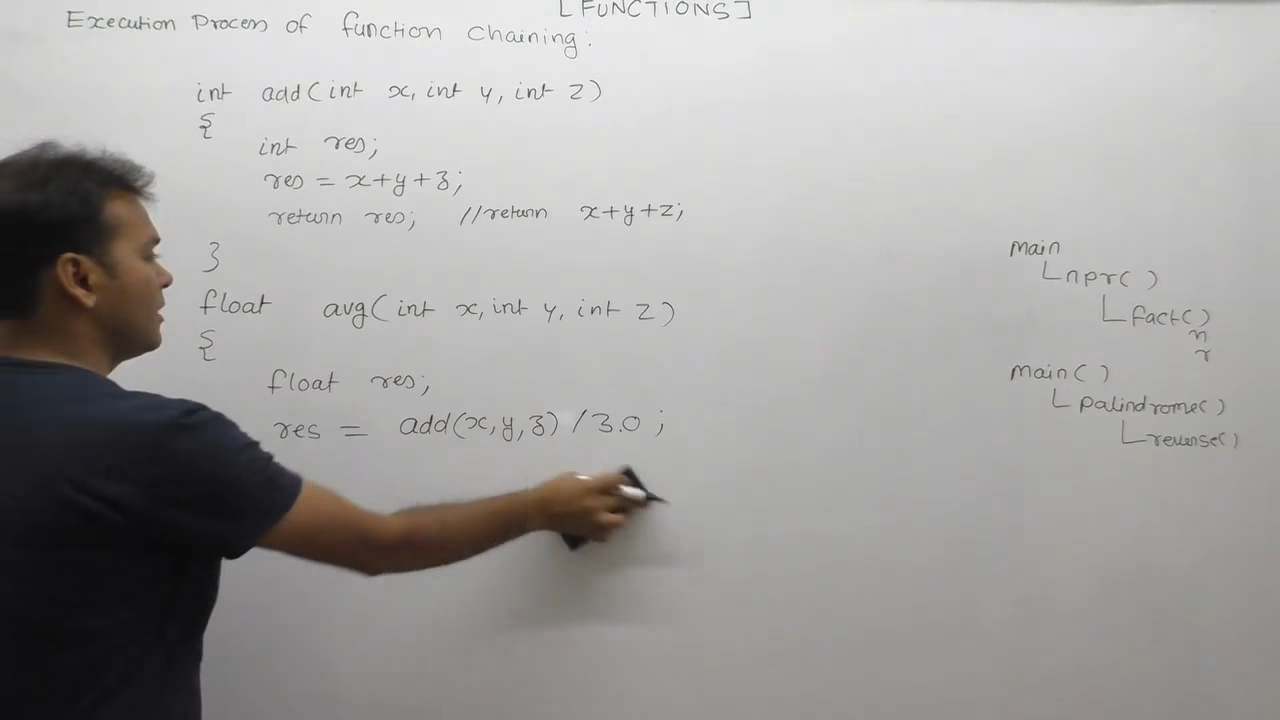 [FUNCTIONS]
Execution Process of function Chaining:
int add(int x, int y, int z)
{
int res;
res = x+y+z;
return res; //return x+y+z;
}
float avg(int x, int y, int z)
{
float res;
res = add(x,y,z) / 3.0 ;
main
npr( )
fact( )
n
r
main( )
palindrome( )
reverse( )